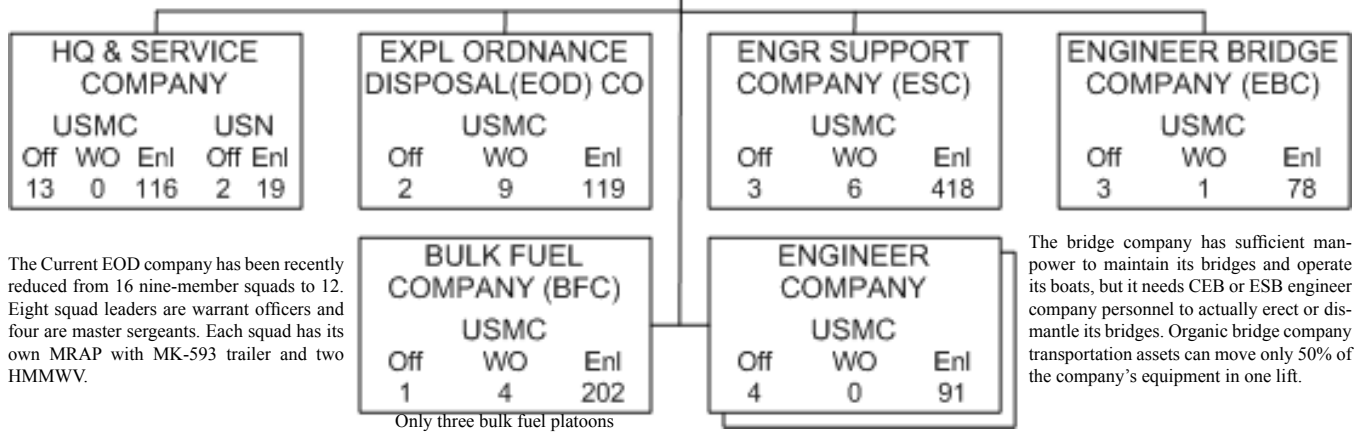 HQ & SERVICE
COMPANY
USMC USN
Off WO Enl Off Enl
13 0 116 2 19
EXPL ORDNANCE
DISPOSAL(EOD) CO
USMC
Off WO Enl
2 9 119
ENGR SUPPORT
COMPANY (ESC)
USMC
Off WO Enl
3 6 418
ENGINEER BRIDGE
COMPANY (EBC)
USMC
Off WO Enl
3 1 78
The Current EOD company has been recently
reduced from 16 nine-member squads to 12.
Eight squad leaders are warrant officers and
four are master sergeants. Each squad has its
own MRAP with MK-593 trailer and two
HMMWV.
BULK FUEL
COMPANY (BFC)
USMC
Off WO Enl
1 4 202
Only three bulk fuel platoons
ENGINEER
COMPANY
USMC
Off WO Enl
4 0 91
The bridge company has sufficient man-
power to maintain its bridges and operate
its boats, but it needs CEB or ESB engineer
company personnel to actually erect or dis-
mantle its bridges. Organic bridge company
transportation assets can move only 50% of
the company's equipment in one lift.